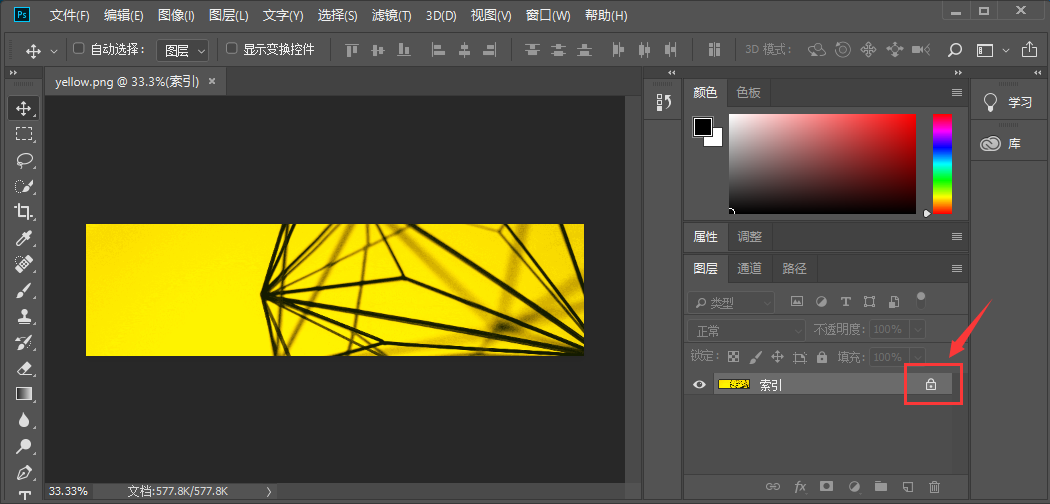 Ps 文件(F) 编辑(E) 图像(I) 图层(L) 文字(Y) 选择(S) 滤镜(T) 3D(D) 视图(V) 窗口(W) 帮助(H)
自动选择: 图层 显示变换控件 3D 模式:
yellow.png @ 33.3%(索引) ×
颜色 色板
学习
库
属性 调整
图层 通道 路径
类型 T
正常 不透明度: 100%
锁定: 填充: 100%
索引
fx
T
33.33% 文档:577.8K/577.8K